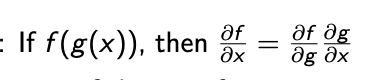 : If f(g(x)), then ∂f/∂x = ∂f/∂g ∂g/∂x